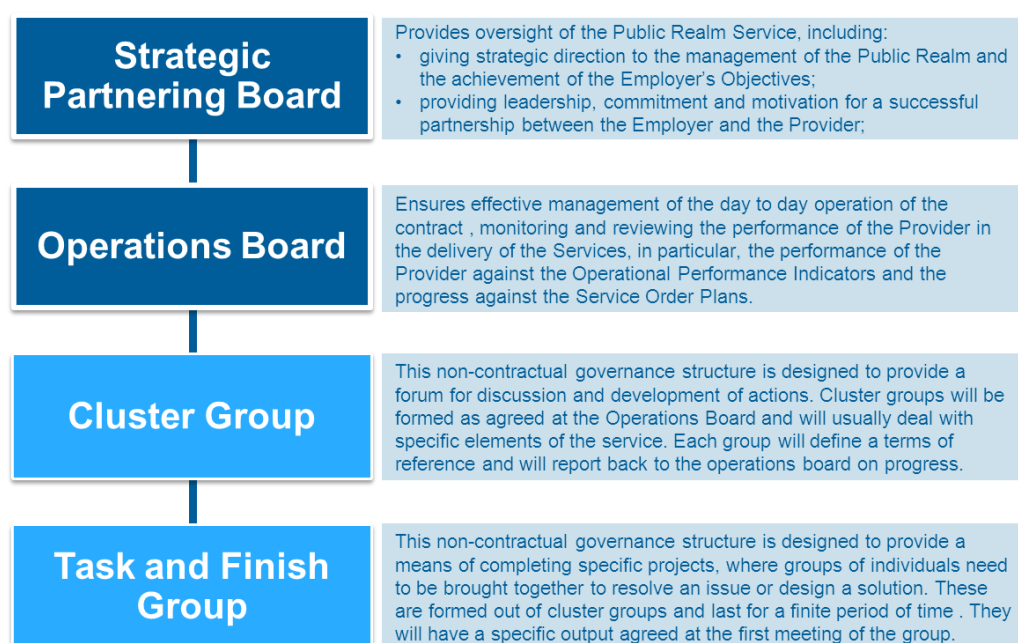 Strategic
Partnering Board
Provides oversight of the Public Realm Service, including:
• giving strategic direction to the management of the Public Realm and
the achievement of the Employer's Objectives;
• providing leadership, commitment and motivation for a successful
partnership between the Employer and the Provider;
Operations Board
Ensures effective management of the day to day operation of the
contract , monitoring and reviewing the performance of the Provider in
the delivery of the Services, in particular, the performance of the
Provider against the Operational Performance Indicators and the
progress against the Service Order Plans.
Cluster Group
This non-contractual governance structure is designed to provide a
forum for discussion and development of actions. Cluster groups will be
formed as agreed at the Operations Board and will usually deal with
specific elements of the service. Each group will define a terms of
reference and will report back to the operations board on progress.
Task and Finish
Group
This non-contractual governance structure is designed to provide a
means of completing specific projects, where groups of individuals need
to be brought together to resolve an issue or design a solution. These
are formed out of cluster groups and last for a finite period of time . They
will have a specific output agreed at the first meeting of the group.